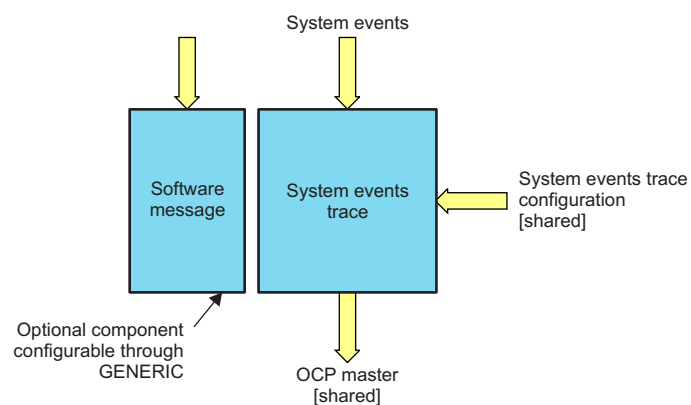 System events
Software
message
System events
trace
System events trace
configuration
[shared]
Optional component
configurable through
GENERIC
OCP master
[shared]